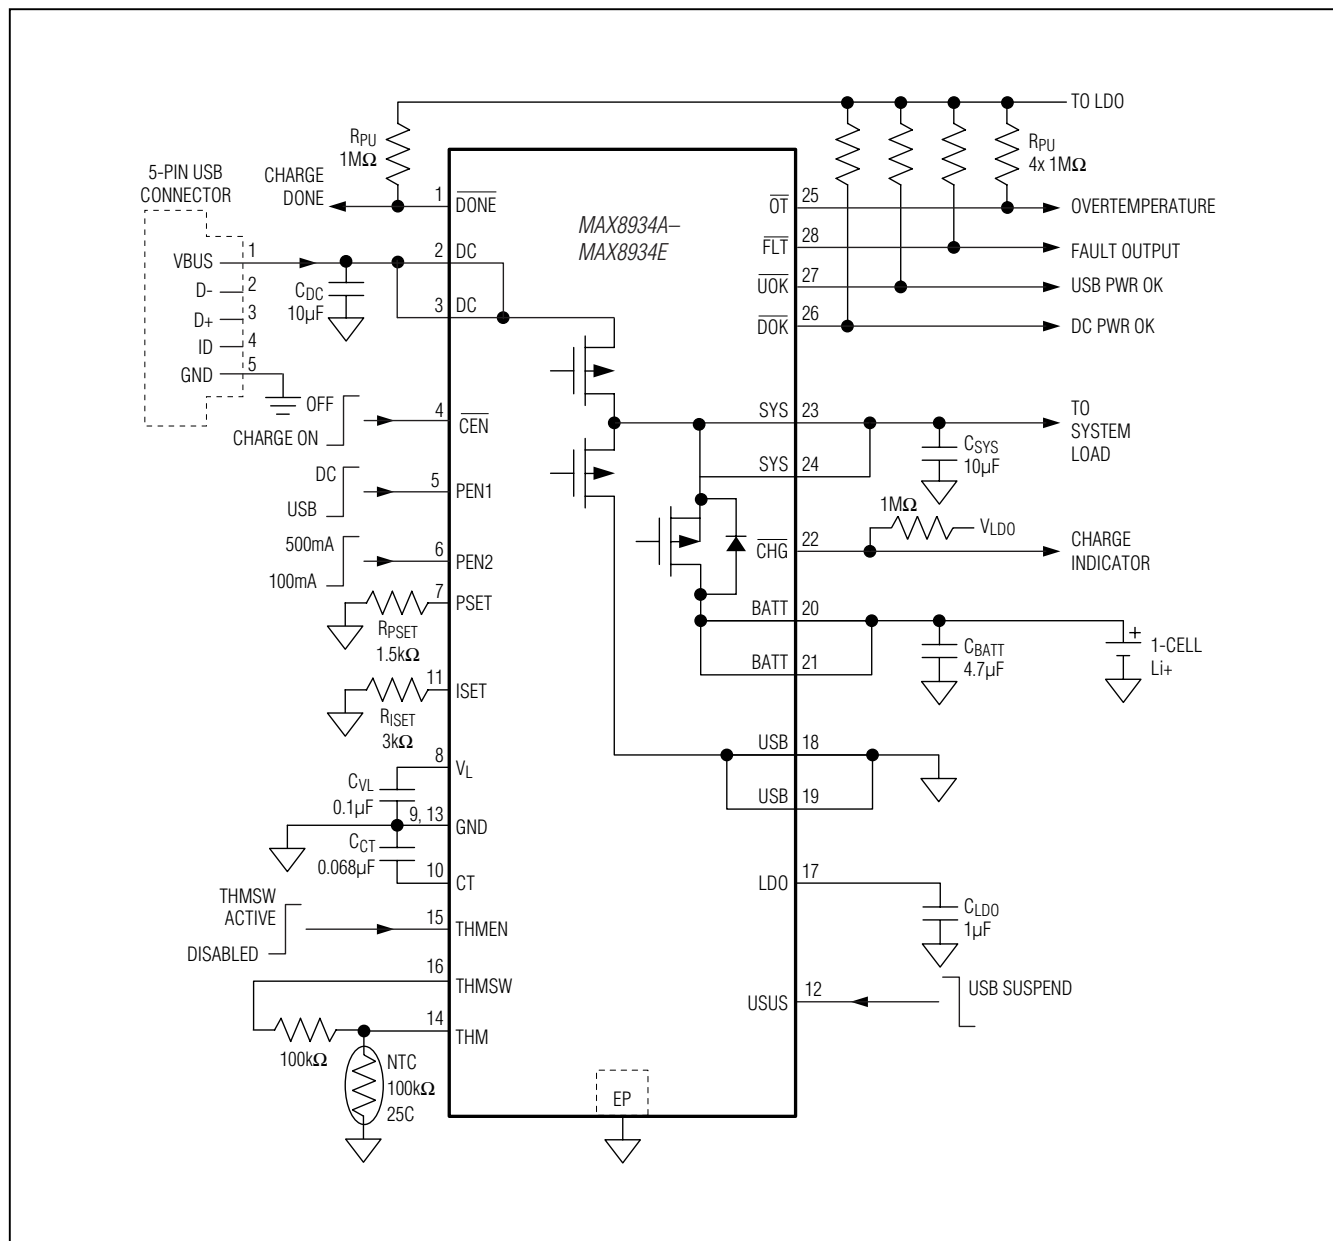 TO LDO
RPU
1MΩ
RPU
4x 1MΩ
5-PIN USB
CONNECTOR
CHARGE
DONE
1
DONE
MAX8934A–
MAX8934E
OT
25
OVERTEMPERATURE
FLT
28
FAULT OUTPUT
UOK
27
USB PWR OK
DOK
26
DC PWR OK
VBUS
1
D-
2
D+
3
ID
4
GND
5
CDC
10µF
2
DC
3
DC
OFF
CHARGE ON
4
CEN
DC
USB
5
PEN1
500mA
100mA
6
PEN2
7
PSET
RPSET
1.5kΩ
11
ISET
RISET
3kΩ
8
VL
CVL
0.1µF
9, 13
GND
CCT
0.068µF
10
CT
THMSW
ACTIVE
DISABLED
15
THMEN
16
THMSW
14
THM
100kΩ
NTC
100kΩ
25C
EP
SYS
23
TO
SYSTEM
LOAD
SYS
24
CSYS
10µF
1MΩ
VLDO
CHG
22
CHARGE
INDICATOR
BATT
20
BATT
21
CBATT
4.7µF
+
1-CELL
Li+
USB
18
USB
19
LDO
17
CLDO
1µF
USUS
12
USB SUSPEND